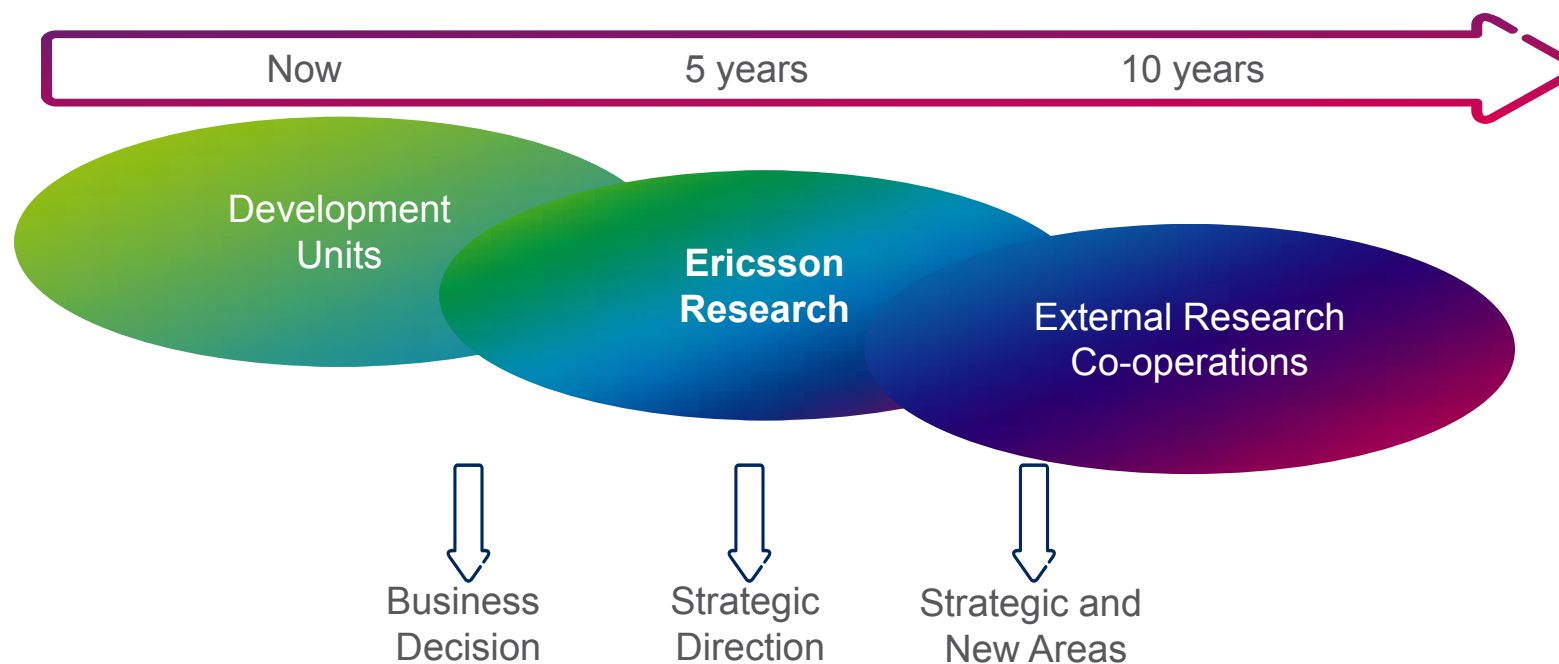 Now
5 years
10 years
Development
Units
Ericsson
Research
External Research
Co-operations
Business
Decision
Strategic
Direction
Strategic and
New Areas